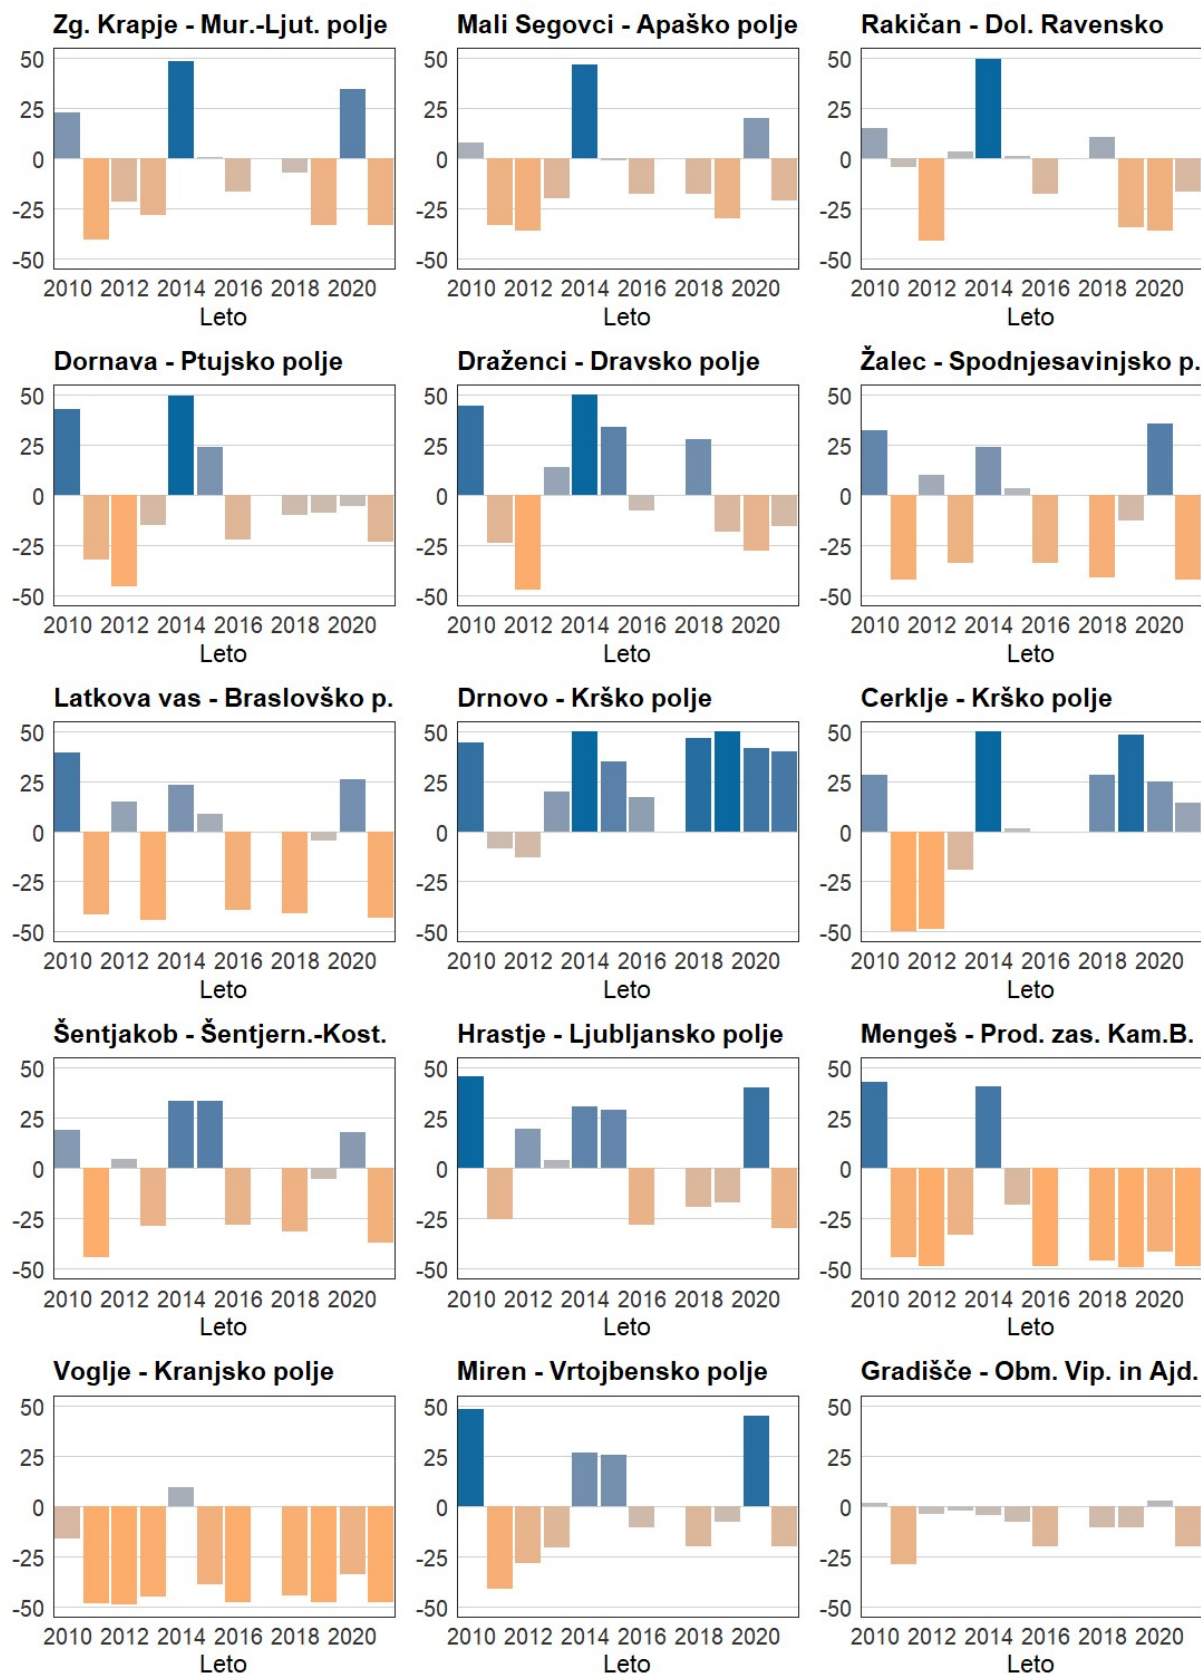 Zg. Krapje - Mur.-Ljut. polje
50
25
0
-25
-50
2010 2012 2014 2016 2018 2020
Leto
Mali Segovci - Apaško polje
50
25
0
-25
-50
2010 2012 2014 2016 2018 2020
Leto
Rakičan - Dol. Ravensko
50
25
0
-25
-50
2010 2012 2014 2016 2018 2020
Leto
Dornava - Ptujsko polje
50
25
0
-25
-50
2010 2012 2014 2016 2018 2020
Leto
Draženci - Dravsko polje
50
25
0
-25
-50
2010 2012 2014 2016 2018 2020
Leto
Žalec - Spodnjesavinjsko p.
50
25
0
-25
-50
2010 2012 2014 2016 2018 2020
Leto
Latkova vas - Braslovško p.
50
25
0
-25
-50
2010 2012 2014 2016 2018 2020
Leto
Drnovo - Krško polje
50
25
0
-25
-50
2010 2012 2014 2016 2018 2020
Leto
Cerklje - Krško polje
50
25
0
-25
-50
2010 2012 2014 2016 2018 2020
Leto
Šentjakob - Šentjern.-Kost.
50
25
0
-25
-50
2010 2012 2014 2016 2018 2020
Leto
Hrastje - Ljubljansko polje
50
25
0
-25
-50
2010 2012 2014 2016 2018 2020
Leto
Mengeš - Prod. zas. Kam.B.
50
25
0
-25
-50
2010 2012 2014 2016 2018 2020
Leto
Voglje - Kranjsko polje
50
25
0
-25
-50
2010 2012 2014 2016 2018 2020
Leto
Miren - Vrtojbensko polje
50
25
0
-25
-50
2010 2012 2014 2016 2018 2020
Leto
Gradišče - Obm. Vip. in Ajd.
50
25
0
-25
-50
2010 2012 2014 2016 2018 2020
Leto